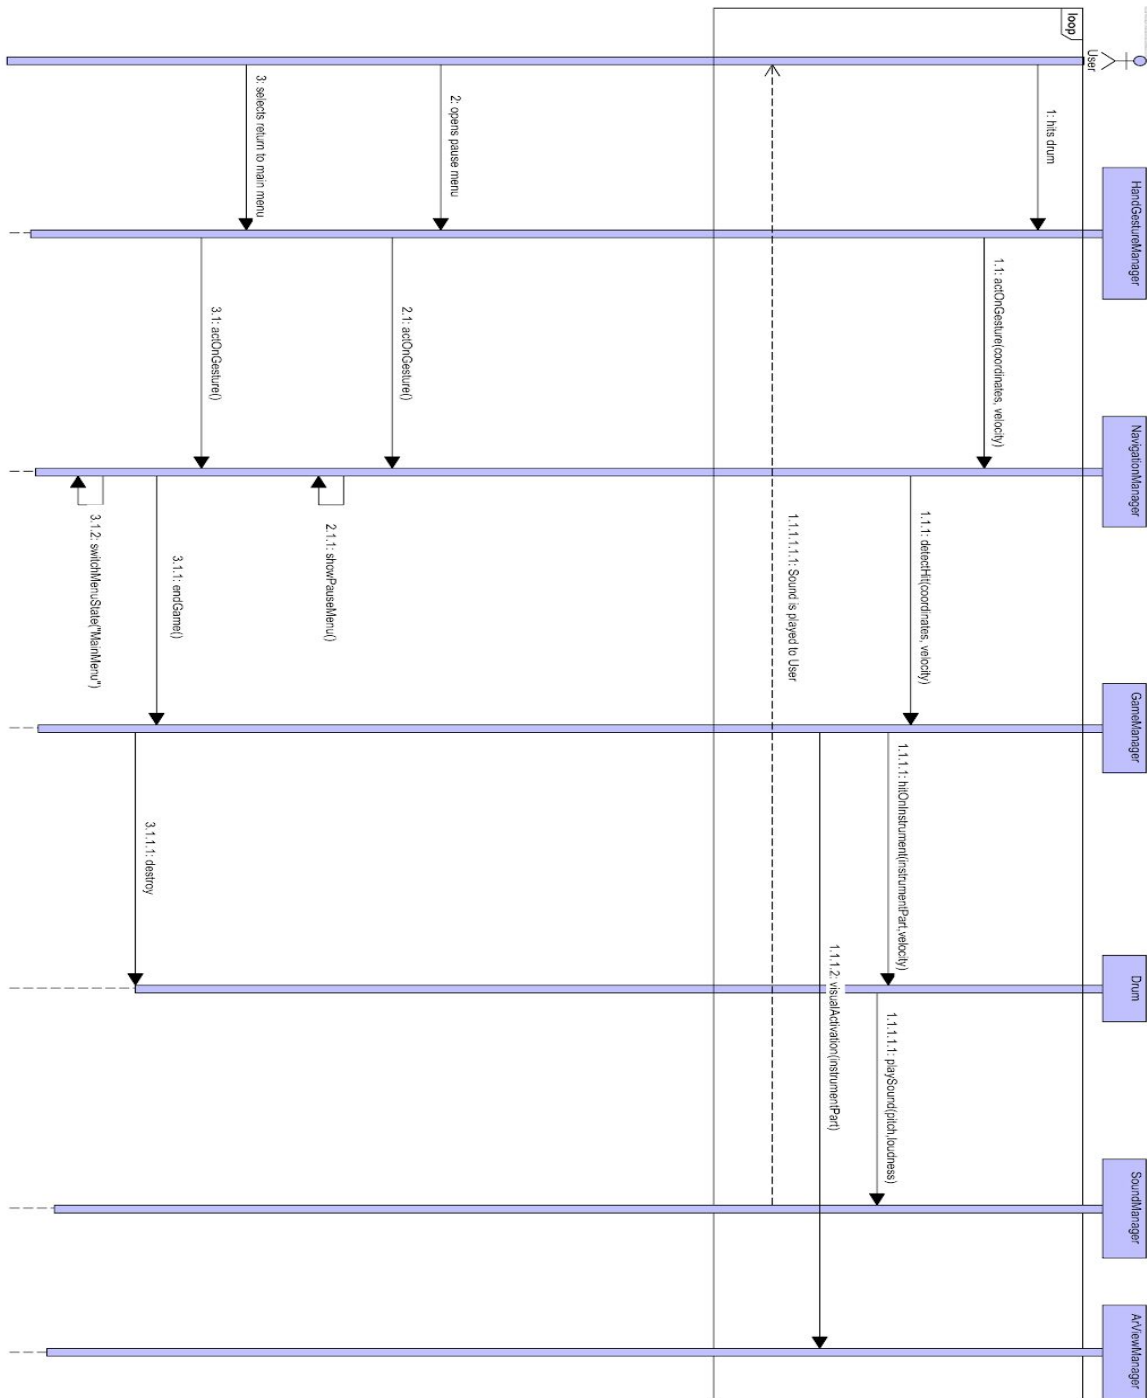 loop
User
HandGestureManager
NavigationManager
GameManager
Drum
SoundManager
ArViewManager
1: hits drum
1.1: actOnGesture(coordinates, velocity)
1.1.1: detectHit(coordinates, velocity)
1.1.1.1: hitOnInstrument(instrumentPart,velocity)
1.1.1.1.1: playSound(pitch,loudness)
1.1.1.2: visualActivation(instrumentPart)
1.1.1.1.1.1: Sound is played to User
2: opens pause menu
2.1: actOnGesture()
2.1.1: showPauseMenu()
3: selects return to main menu
3.1: actOnGesture()
3.1.1: endGame()
3.1.1.1: destroy
3.1.2: switchMenuState("MainMenu")